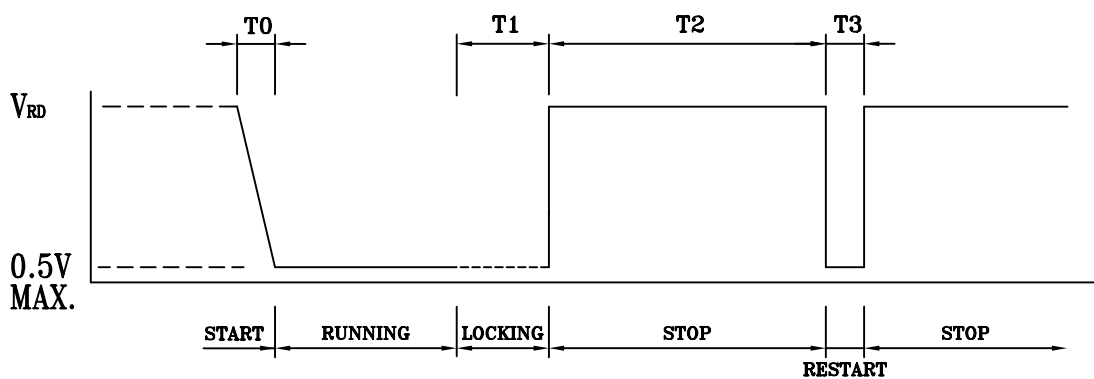 T0
T1
T2
T3
VRD
0.5V
MAX.
START
RUNNING
LOCKING
STOP
STOP
RESTART